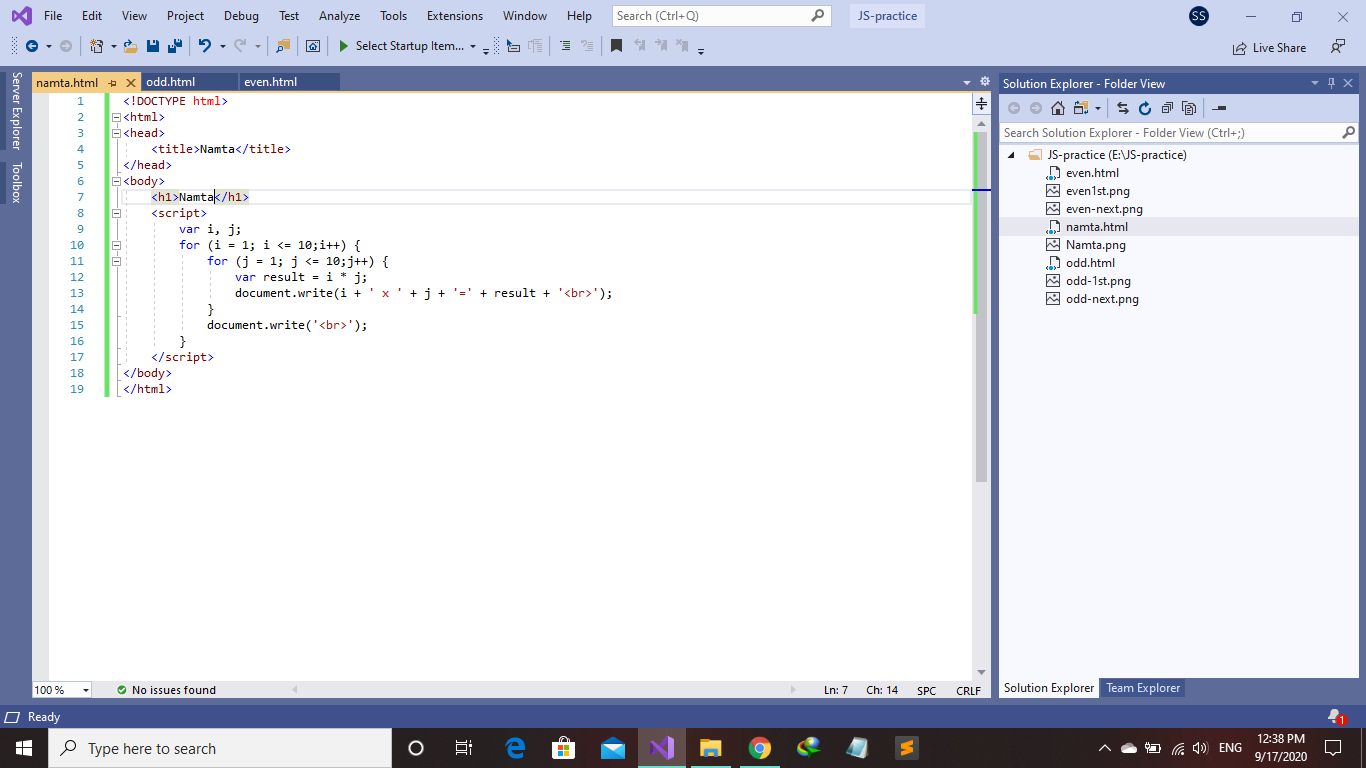 File Edit View Project Debug Test Analyze Tools Extensions Window Help Search (Ctrl+Q) JS-practice SS
Select Startup Item... Live Share
Server Explorer
Toolbox
namta.html odd.html even.html
1 <!DOCTYPE html>
2 <html>
3 <head>
4 <title>Namta</title>
5 </head>
6 <body>
7 <h1>Namta</h1>
8 <script>
9 var i, j;
10 for (i = 1; i <= 10;i++) {
11 for (j = 1; j <= 10;j++) {
12 var result = i * j;
13 document.write(i + ' x ' + j + '=' + result + '<br>');
14 }
15 document.write('<br>');
16 }
17 </script>
18 </body>
19 </html>
100 % No issues found Ln: 7 Ch: 14 SPC CRLF
Solution Explorer - Folder View
Search Solution Explorer - Folder View (Ctrl+;)
JS-practice (E:\JS-practice)
even.html
even1st.png
even-next.png
namta.html
Namta.png
odd.html
odd-1st.png
odd-next.png
Solution Explorer Team Explorer
Ready 1
Type here to search ENG 12:38 PM
9/17/2020